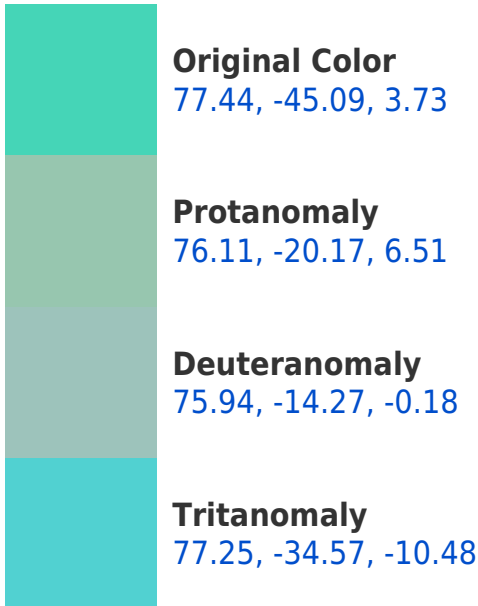 Original Color
77.44, -45.09, 3.73
Protanomaly
76.11, -20.17, 6.51
Deuteranomaly
75.94, -14.27, -0.18
Tritanomaly
77.25, -34.57, -10.48